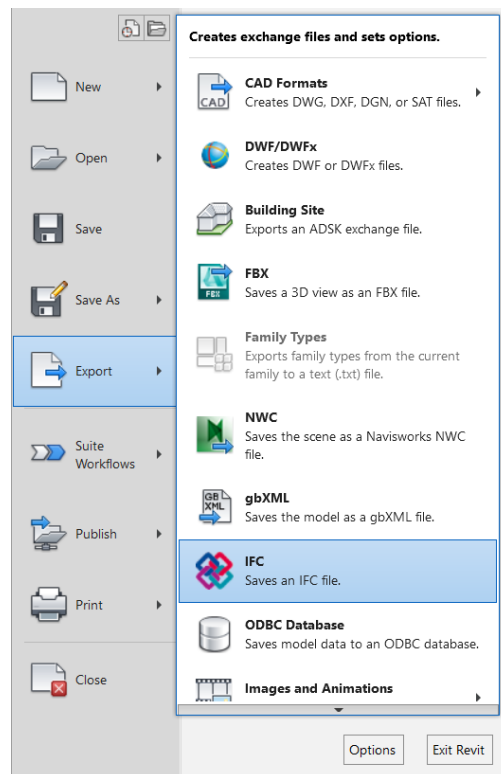 New
Open
Save
Save As
Export
Suite
Workflows
Publish
Print
Close
Creates exchange files and sets options.
CAD
CAD Formats
Creates DWG, DXF, DGN, or SAT files.
DWF/DWFx
Creates DWF or DWFx files.
Building Site
Exports an ADSK exchange file.
FBX
FBX
Saves a 3D view as an FBX file.
Family Types
Exports family types from the current
family to a text (.txt) file.
NWC
Saves the scene as a Navisworks NWC
file.
GB
XML
gbXML
Saves the model as a gbXML file.
IFC
Saves an IFC file.
ODBC Database
Saves model data to an ODBC database.
Images and Animations
Options
Exit Revit